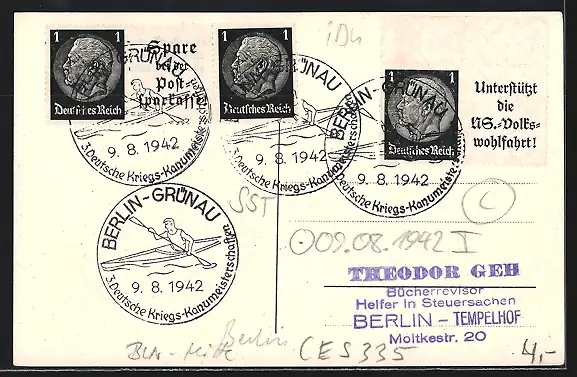 1 1
Deutsches Reich
Spare
bei der
Post-
sparkasse!
1 1
Deutsches Reich
1 1
Deutsches Reich
Unterstützt
die
NS.-Volks-
wohlfahrt!
BERLIN-GRÜNAU
9.8.1942
3.Deutsche Kriegs-Kanumeisterschaften
BERLIN-GRÜNAU
9.8.1942
3.Deutsche Kriegs-Kanumeisterschaften
BERLIN-GRÜNAU
9.8.1942
3.Deutsche Kriegs-Kanumeisterschaften
BERLIN-GRÜNAU
9.8.1942
3.Deutsche Kriegs-Kanumeisterschaften
SST
L
09.08.1942 I
THEODOR GEH
Bücherrevisor
Helfer in Steuersachen
BERLIN - TEMPELHOF
Moltkestr. 20
Berlin
CES335
4,-